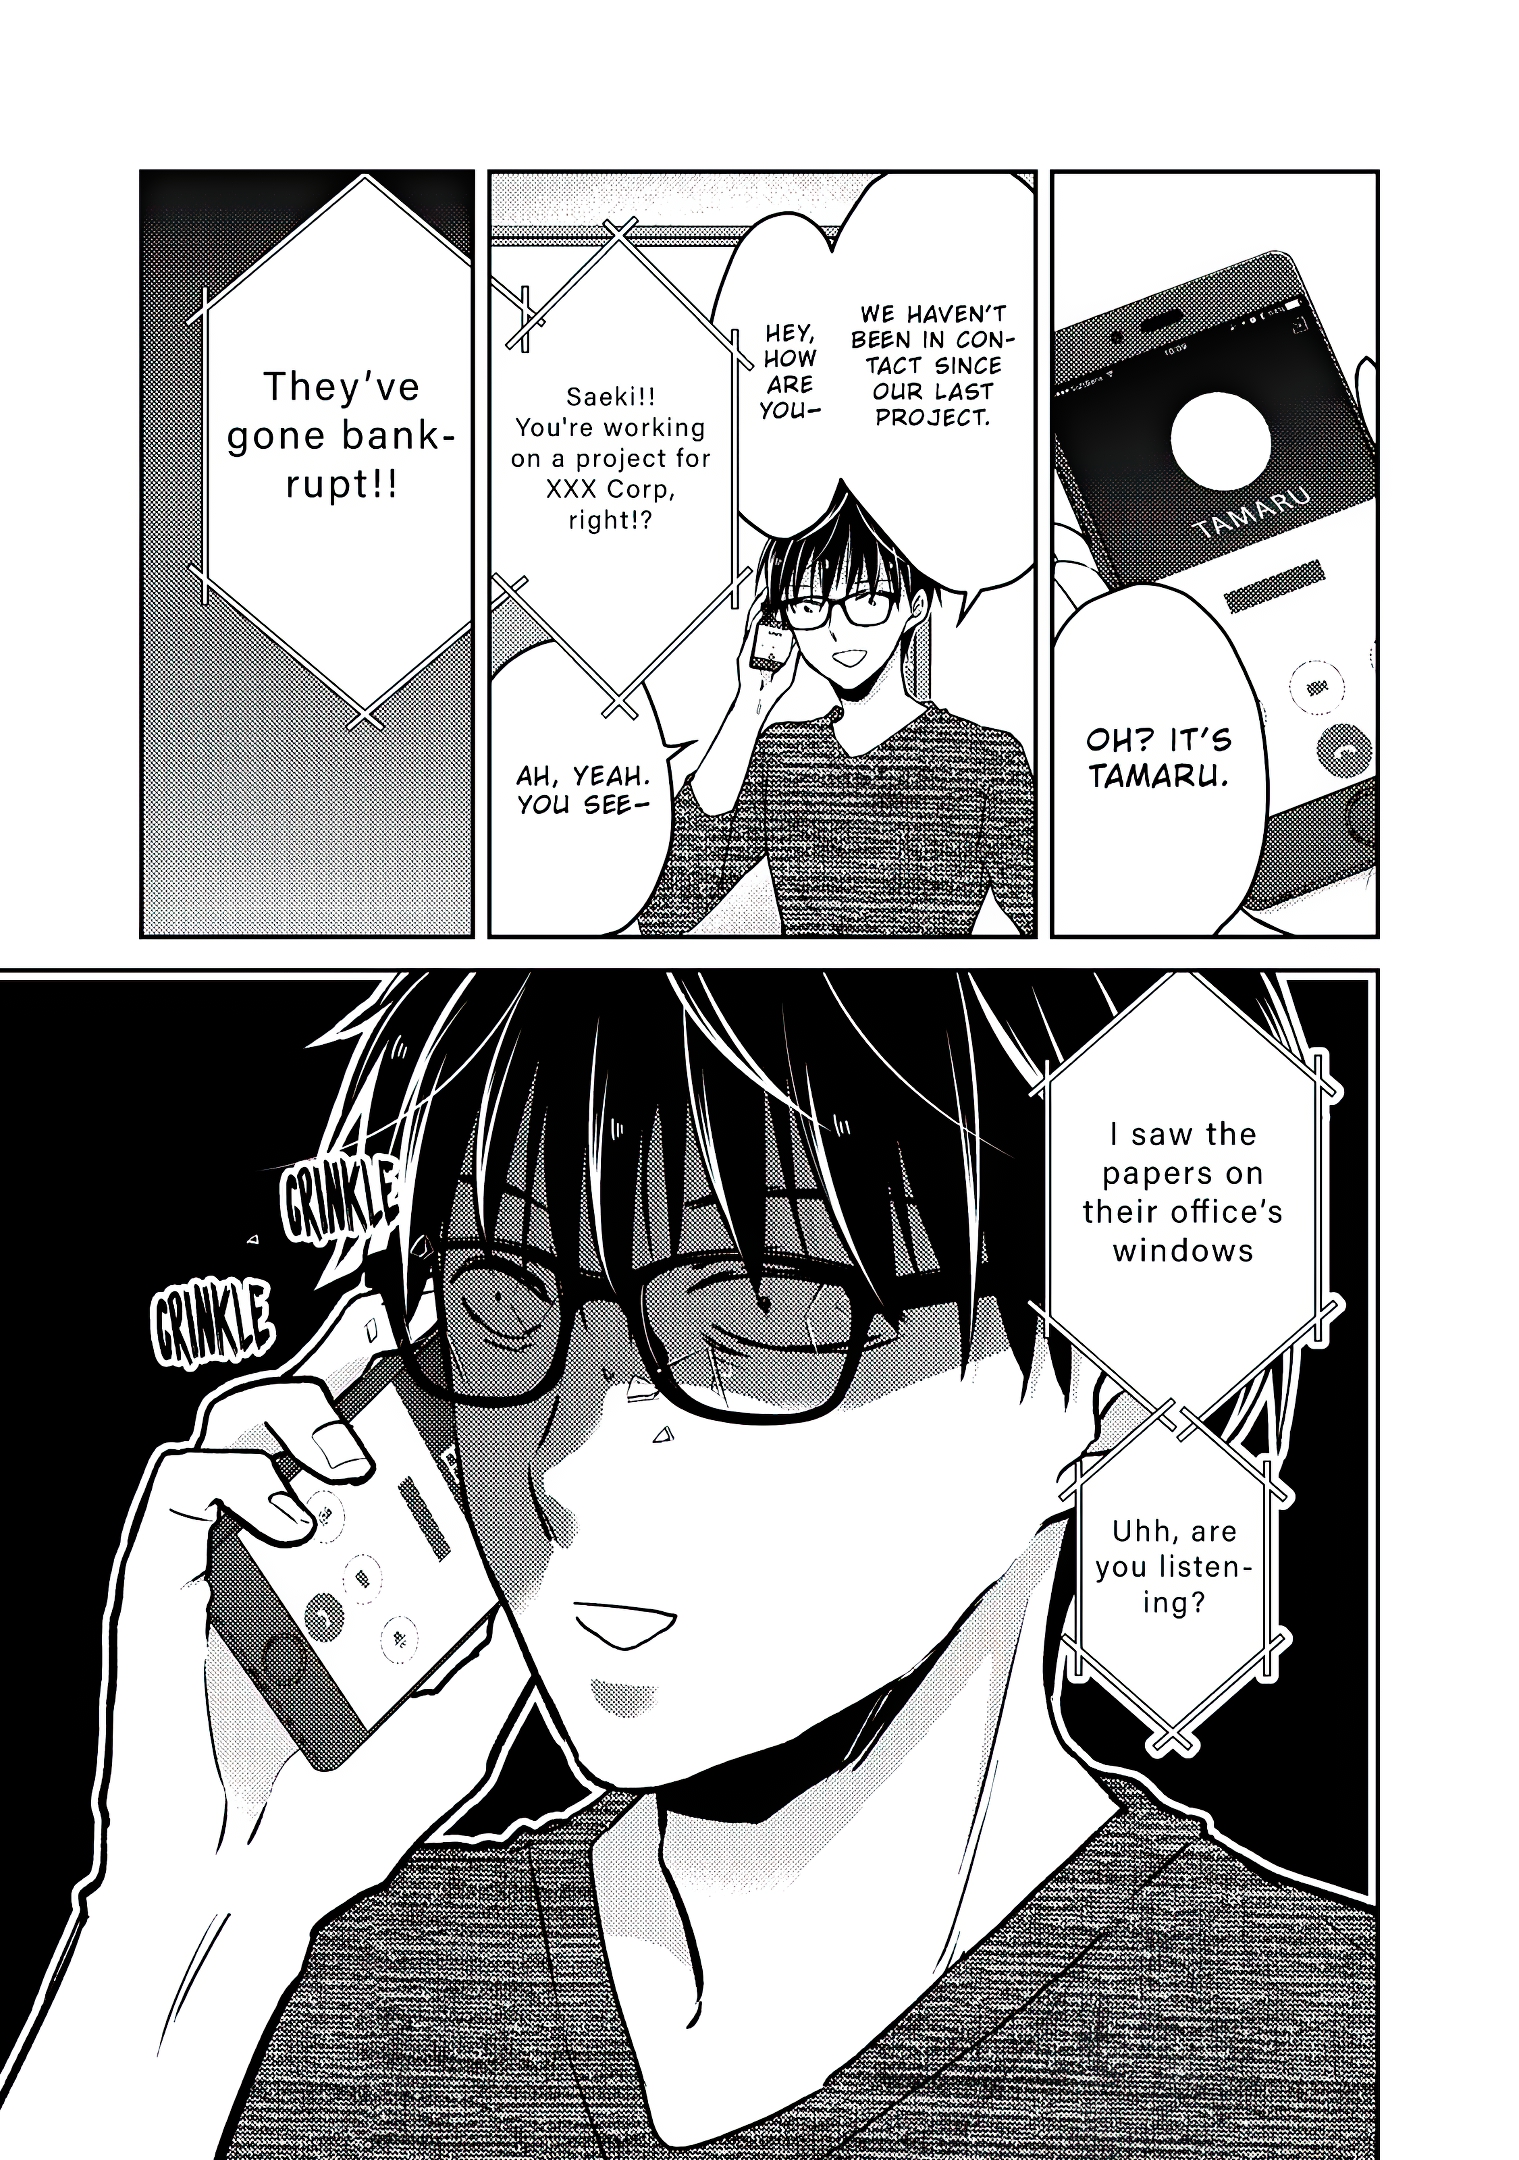 10:09
TAMARU
OH? IT'S
TAMARU.
WE HAVEN'T
BEEN IN CON-
TACT SINCE
OUR LAST
PROJECT.
HEY,
HOW
ARE
YOU—
Saeki!!
You're working
on a project for
XXX Corp,
right!?
AH, YEAH.
YOU SEE—
They've
gone bank-
rupt!!
I saw the
papers on
their office's
windows
Uhh, are
you listen-
ing?
CRINKLE
CRINKLE